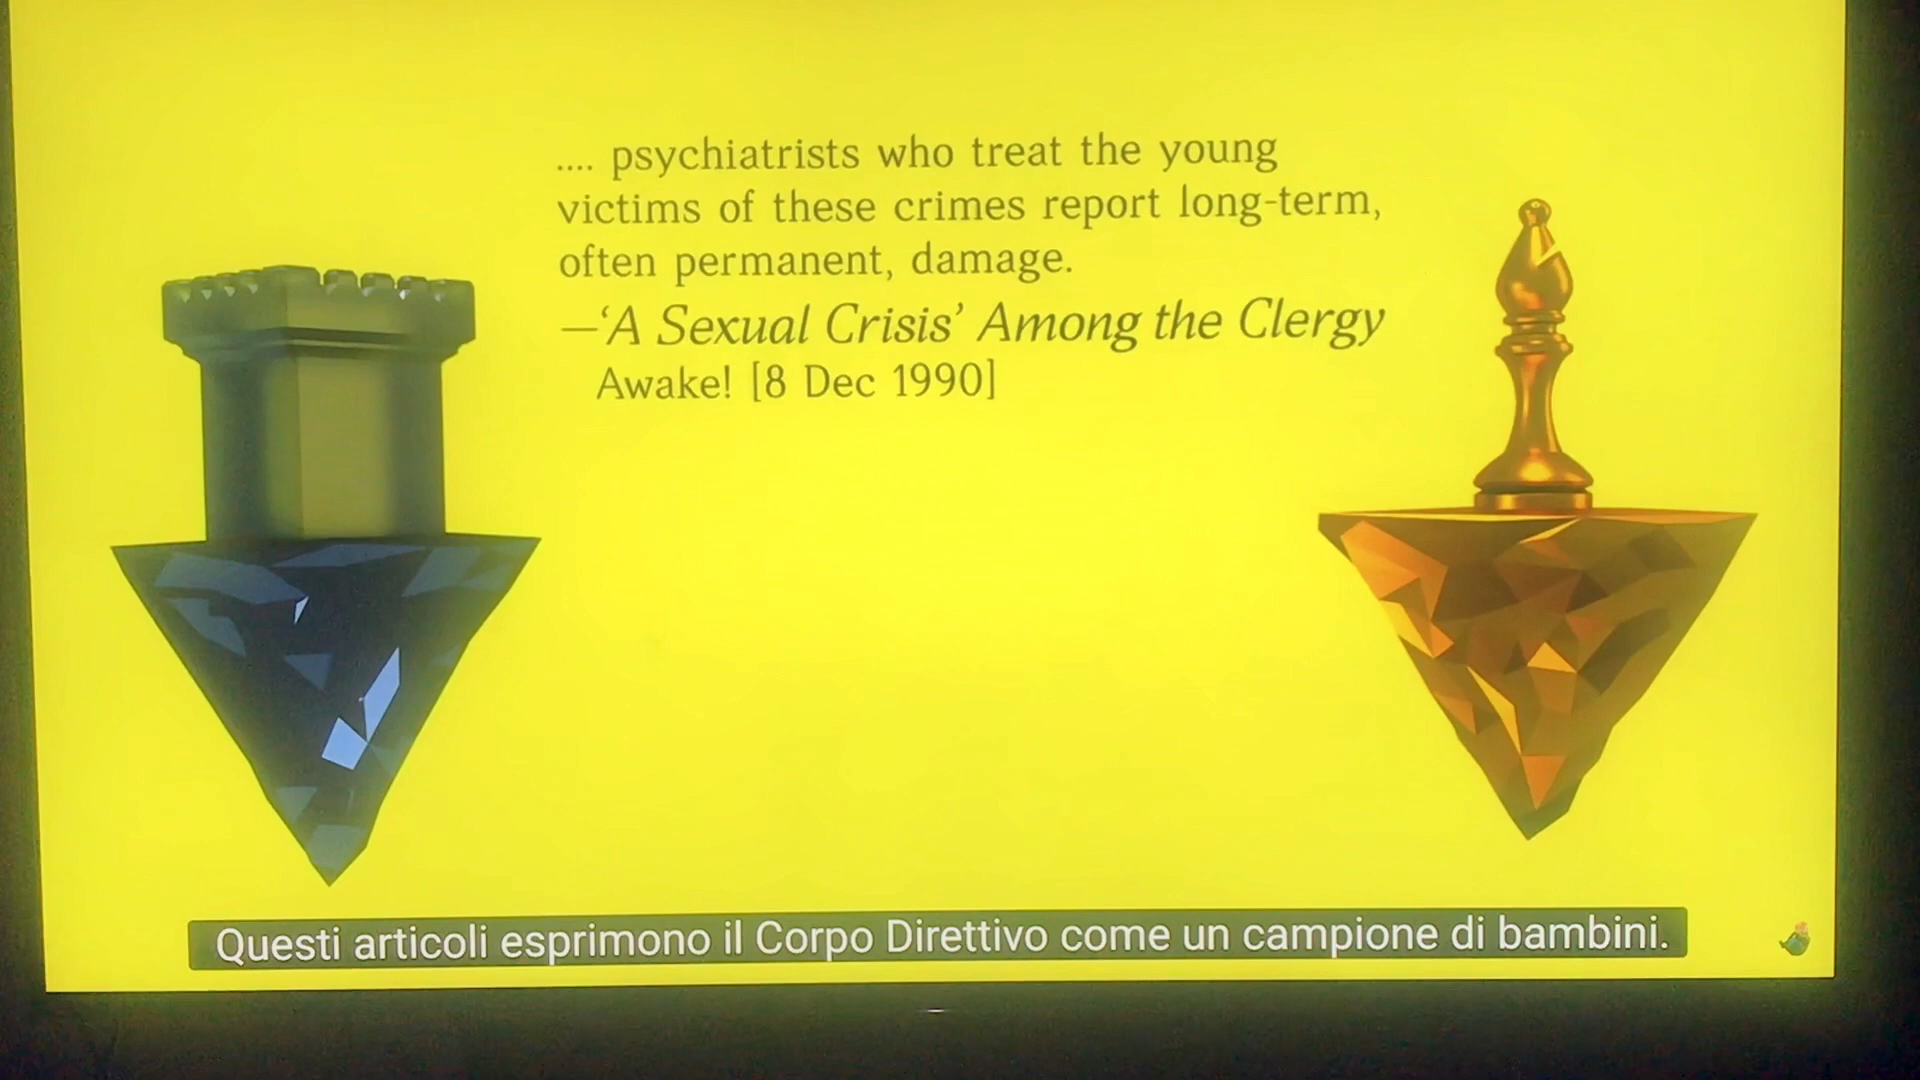 .... psychiatrists who treat the young
victims of these crimes report long-term,
often permanent, damage.
—‘A Sexual Crisis’ Among the Clergy
Awake! [8 Dec 1990]
Questi articoli esprimono il Corpo Direttivo come un campione di bambini.